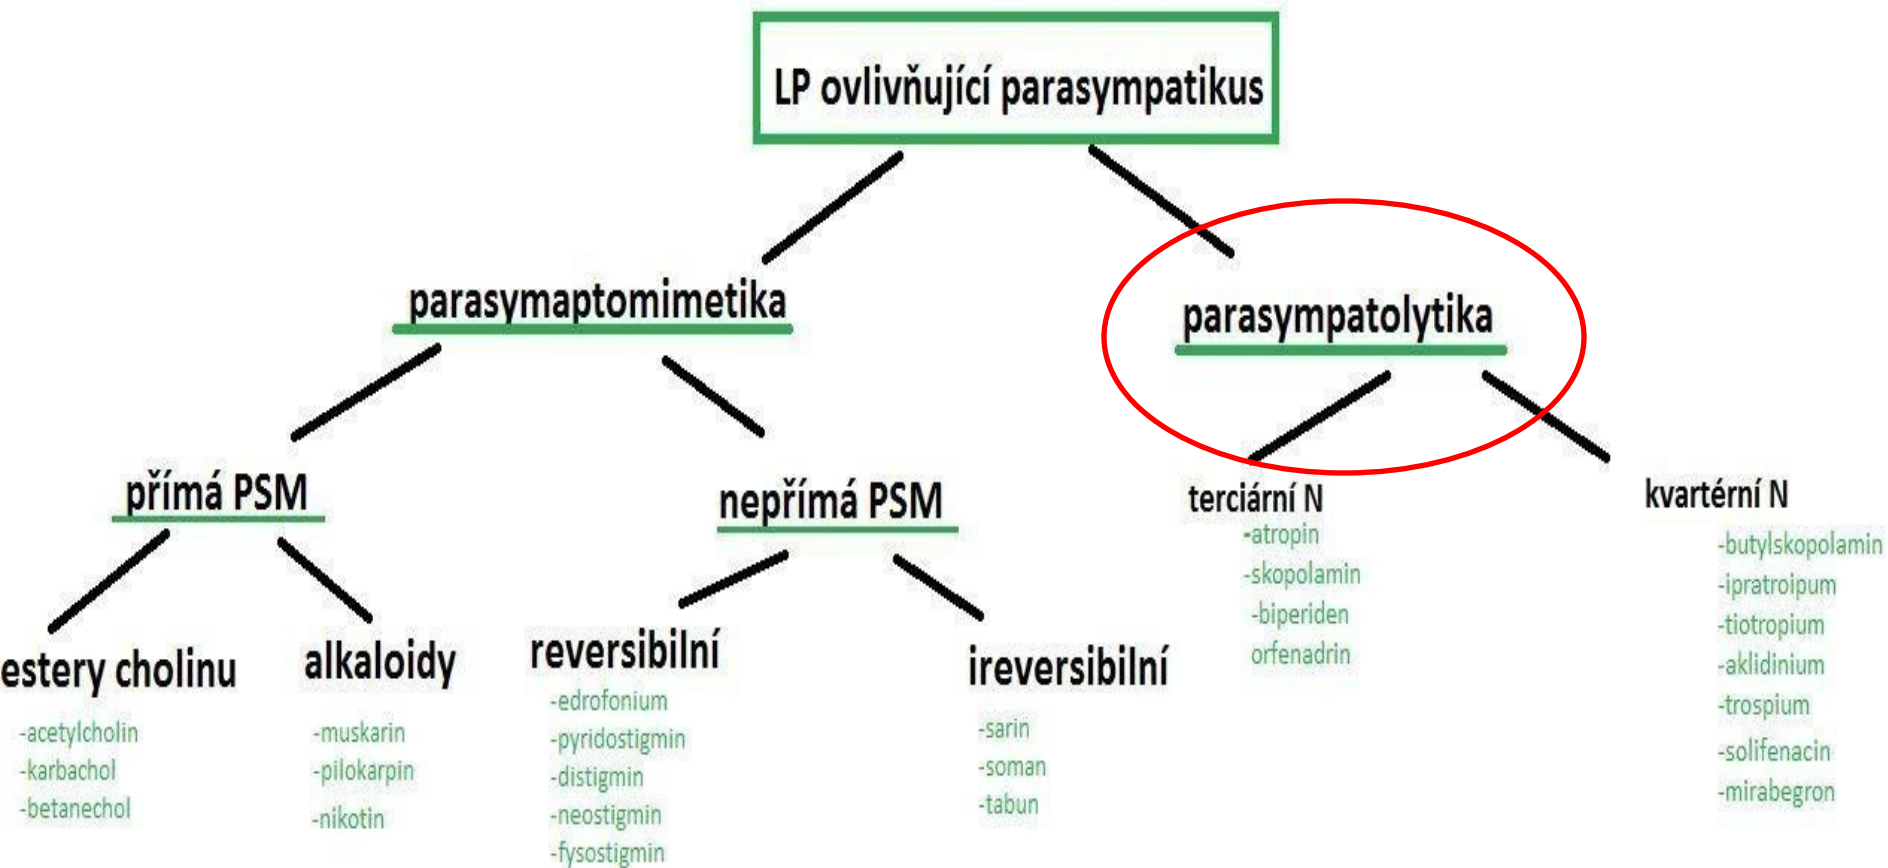 LP ovlivňující parasympatikus
parasymaptomimetika
parasympatolytika
přímá PSM
nepřímá PSM
terciární N
-atropin
-skopolamin
-biperiden
orfenadrin
kvartérní N
-butylskopolamin
-ipratroipum
-tiotropium
-aklidinium
-trospium
-solifenacin
-mirabegron
estery cholinu
-acetylcholin
-karbachol
-betanechol
alkaloidy
-muskarin
-pilokarpin
-nikotin
reversibilní
-edrofonium
-pyridostigmin
-distigmin
-neostigmin
-fysostigmin
ireversibilní
-sarin
-soman
-tabun